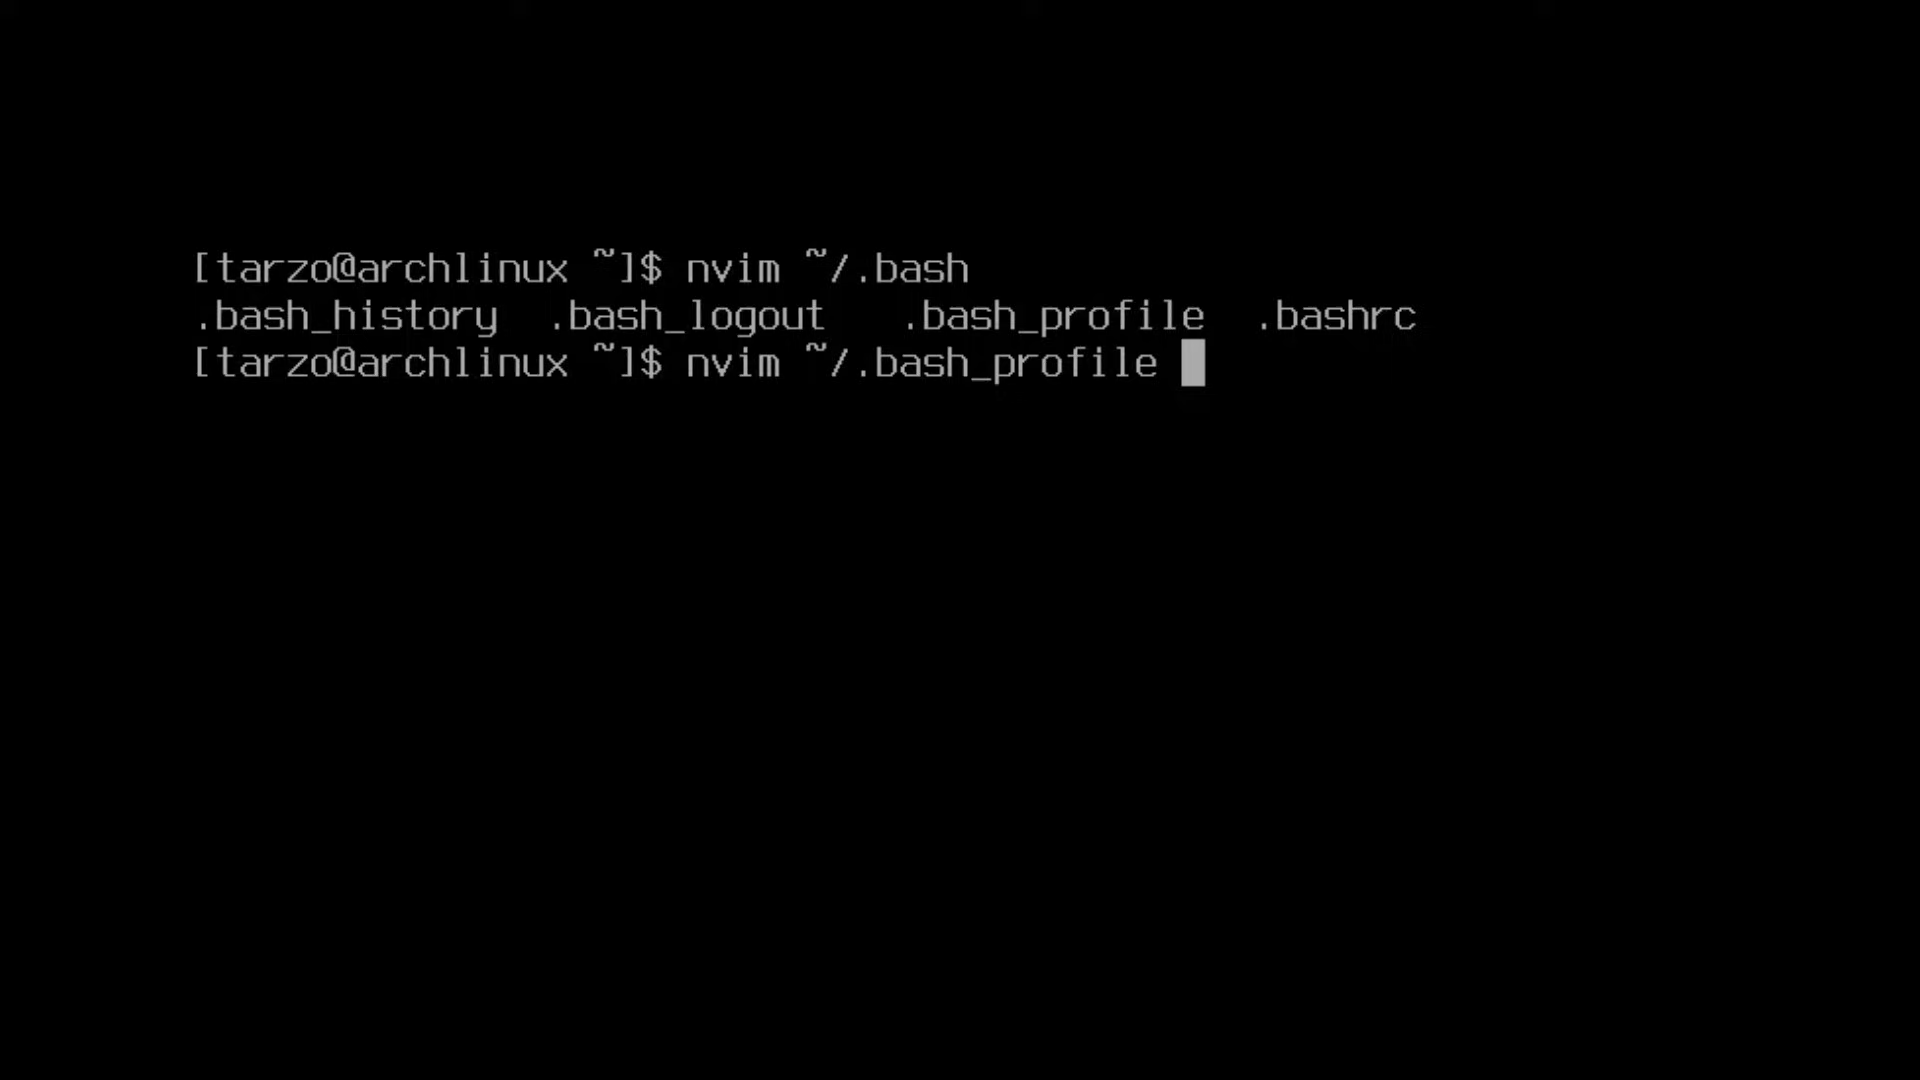 [tarzo@archlinux ~]$ nvim ~/.bash
.bash_history  .bash_logout   .bash_profile  .bashrc
[tarzo@archlinux ~]$ nvim ~/.bash_profile